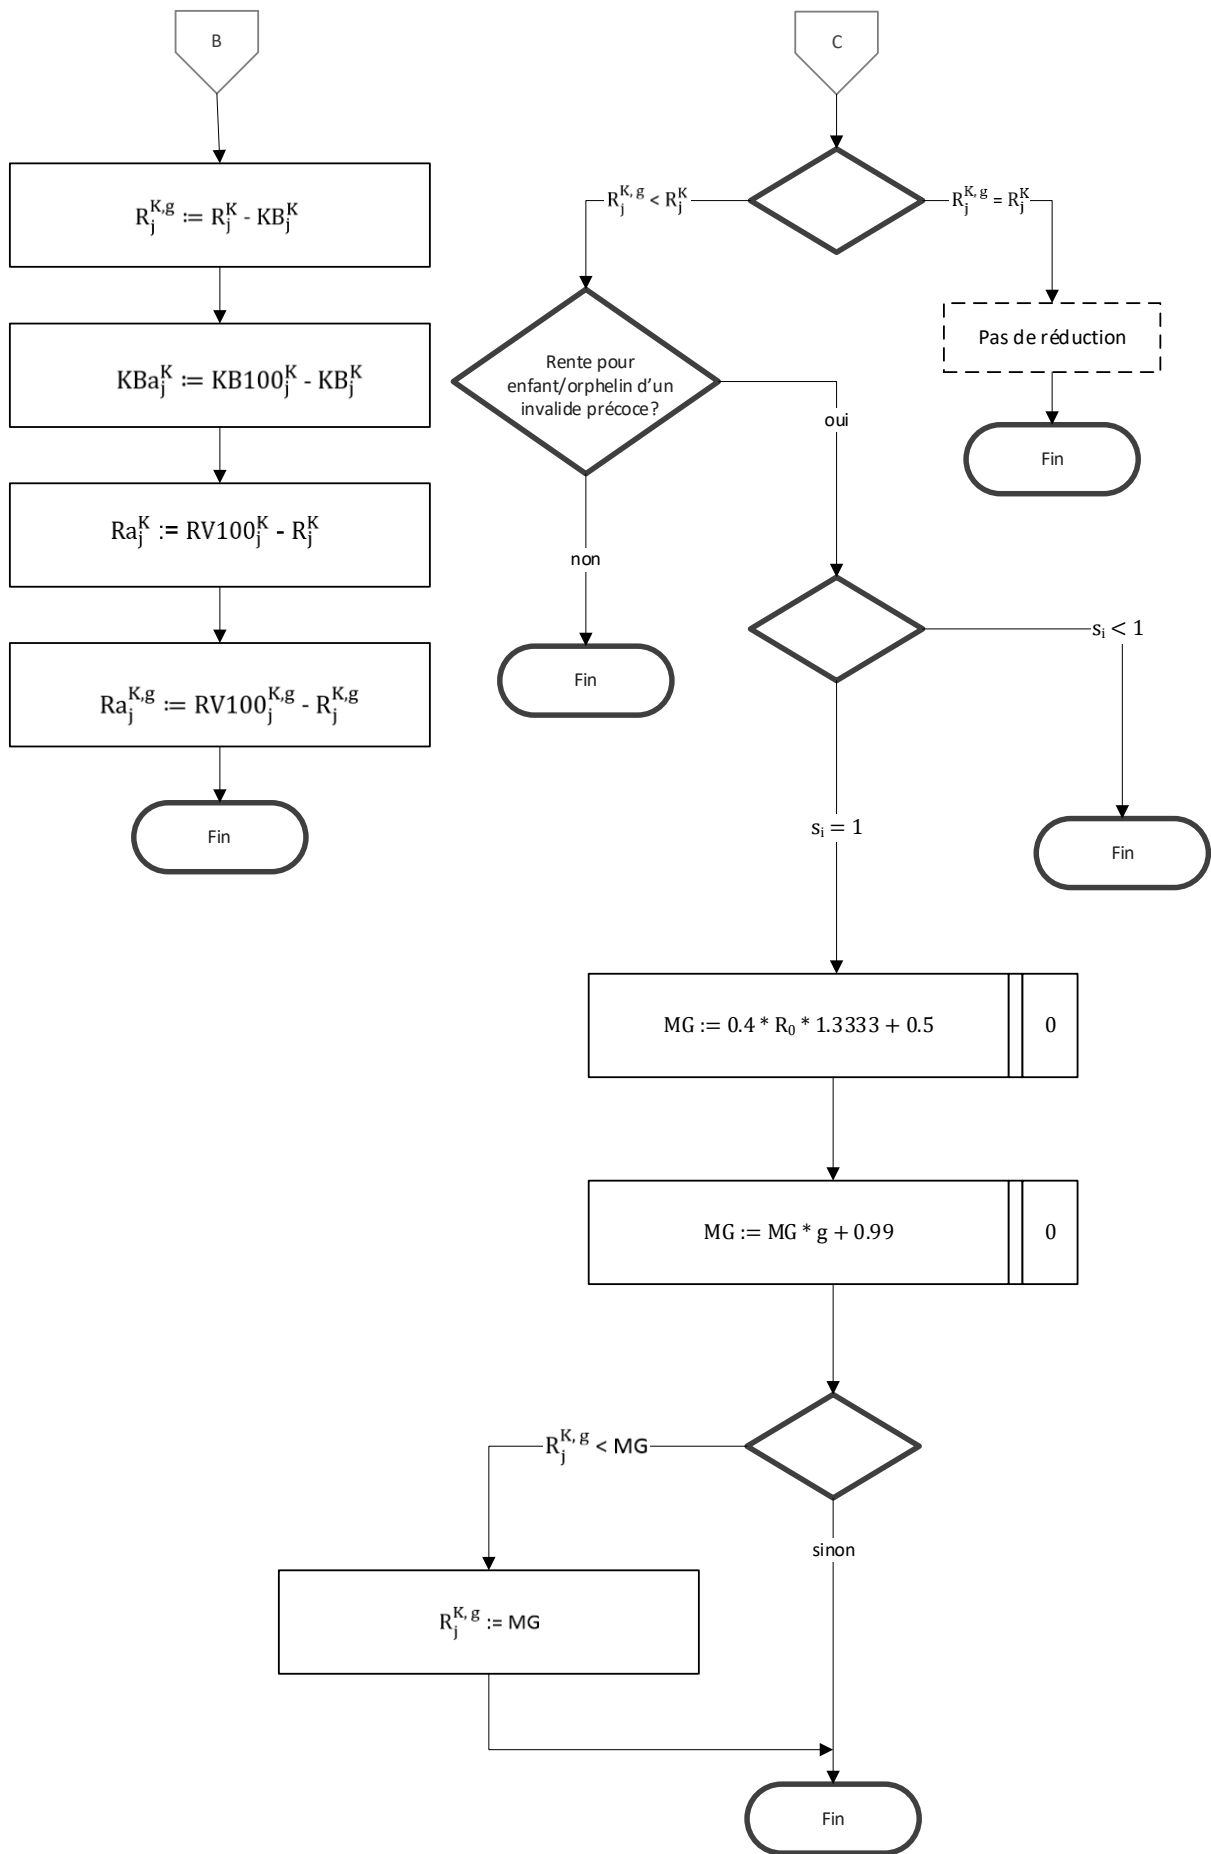 B
R_j^{K,g} := R_j^K - KB_j^K
KBa_j^K := KB100_j^K - KB_j^K
Ra_j^K := RV100_j^K - R_j^K
Ra_j^{K,g} := RV100_j^{K,g} - R_j^{K,g}
Fin
C
R_j^{K, g} < R_j^K
R_j^{K, g} = R_j^K
Pas de réduction
Fin
Rente pour
enfant/orphelin d’un
invalide précoce?
oui
non
Fin
s_i < 1
Fin
s_i = 1
MG := 0.4 * R_0 * 1.3333 + 0.5
0
MG := MG * g + 0.99
0
R_j^{K, g} < MG
sinon
R_j^{K, g} := MG
Fin